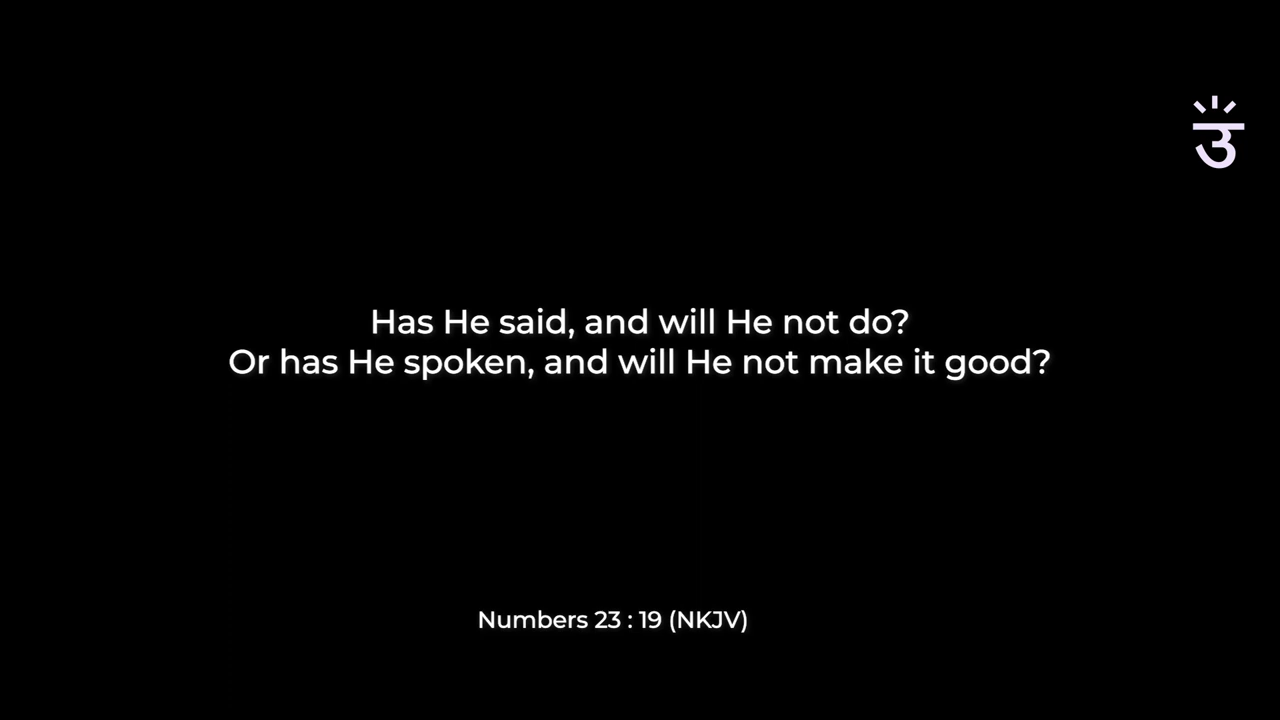 उ
Has He said, and will He not do?
Or has He spoken, and will He not make it good?
Numbers 23 : 19 (NKJV)